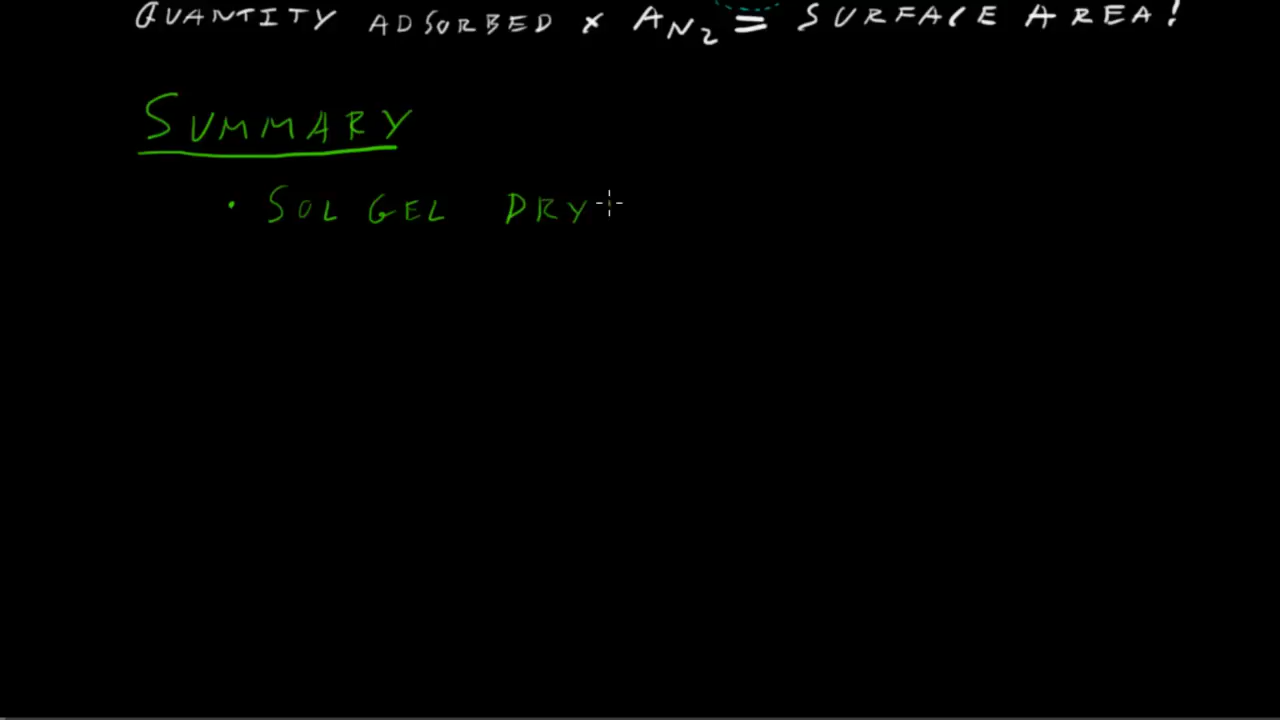 QUANTITY ADSORBED x AN2 = SURFACE AREA!
SUMMARY
• SOL GEL DRY